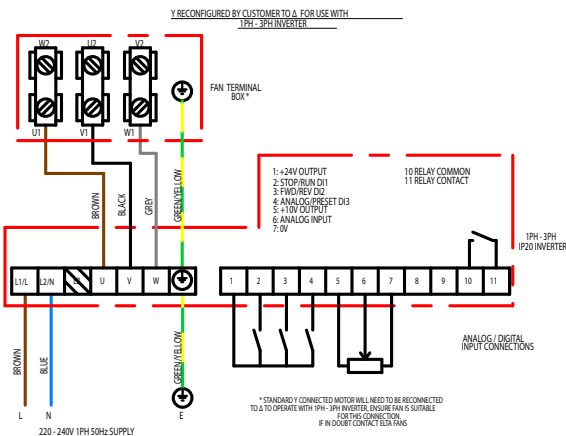 Y RECONFIGURED BY CUSTOMER TO Δ FOR USE WITH
1PH - 3PH INVERTER
W2 U2 V2
FAN TERMINAL
BOX *
U1 V1 W1
BROWN
BLACK
GREY
GREEN/YELLOW
1: +24V OUTPUT
2: STOP/RUN DI1
3: FWD/REV DI2
4: ANALOG/PRESET DI3
5: +10V OUTPUT
6: ANALOG INPUT
7: 0V
10 RELAY COMMON
11 RELAY CONTACT
1PH - 3PH
IP20 INVERTER
L1/L L2/N L3 U V W
1 2 3 4 5 6 7 8 9 10 11
BROWN
BLUE
GREEN/YELLOW
ANALOG / DIGITAL
INPUT CONNECTIONS
L N E
220 - 240V 1PH 50Hz SUPPLY
* STANDARD Y CONNECTED MOTOR WILL NEED TO BE RECONNECTED
TO Δ TO OPERATE WITH 1PH - 3PH INVERTER, ENSURE FAN IS SUITABLE
FOR THIS CONNECTION.
IF IN DOUBT CONTACT ELTA FANS